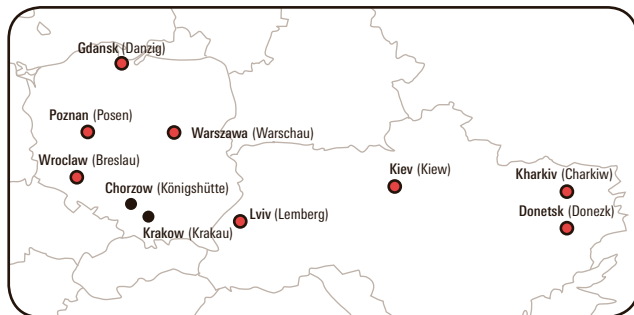 Gdansk (Danzig)
Poznan (Posen)
Warszawa (Warschau)
Wroclaw (Breslau)
Chorzow (Königshütte)
Krakow (Krakau)
Lviv (Lemberg)
Kiev (Kiew)
Kharkiv (Charkiw)
Donetsk (Donezk)